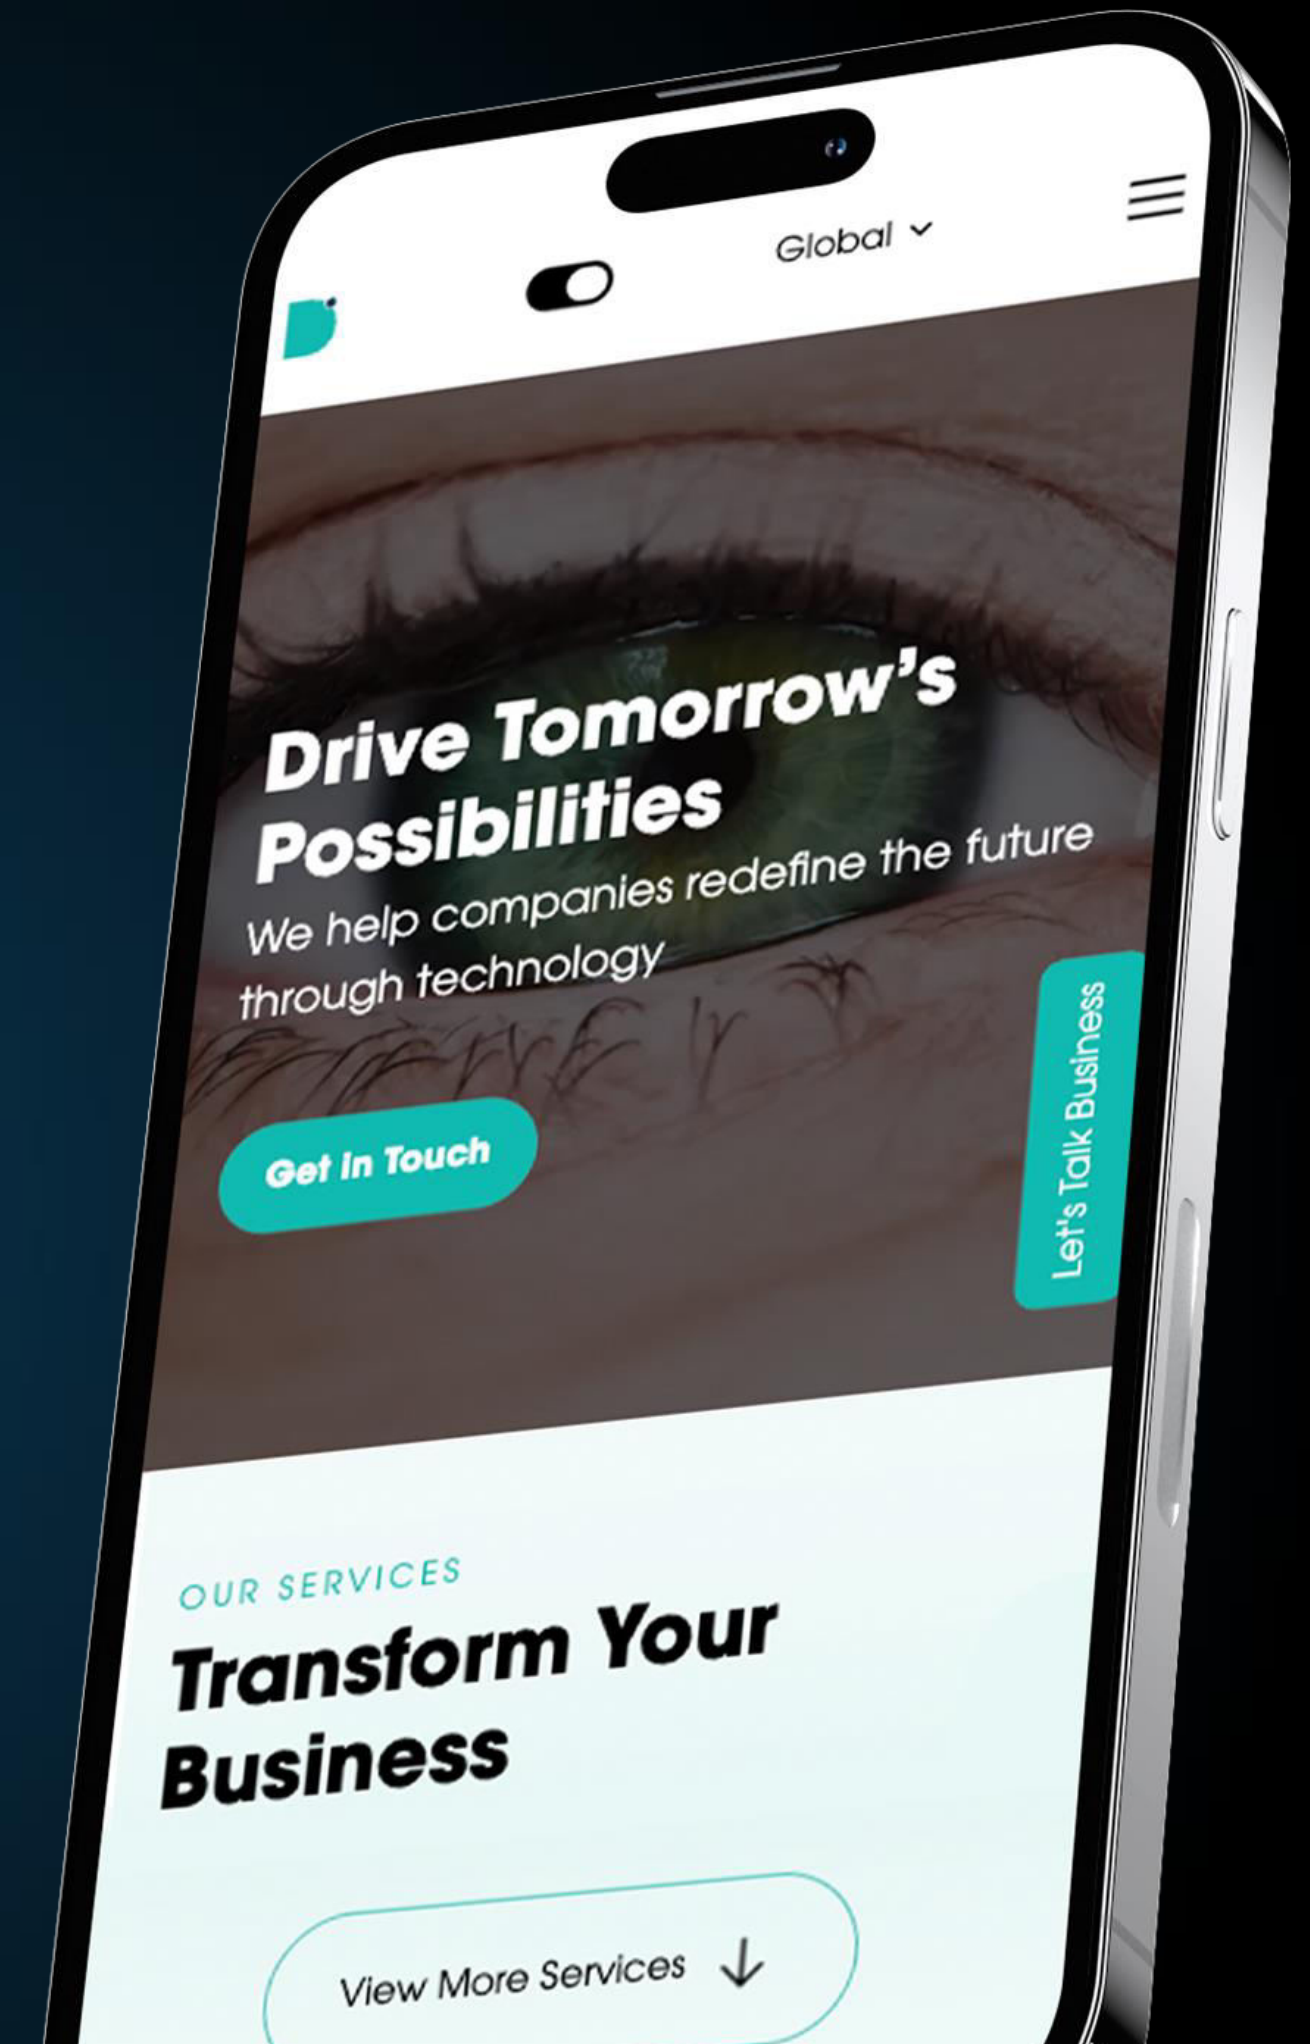 Global
Drive Tomorrow's
Possibilities
We help companies redefine the future
through technology
Get in Touch
Let's Talk Business
OUR SERVICES
Transform Your
Business
View More Services